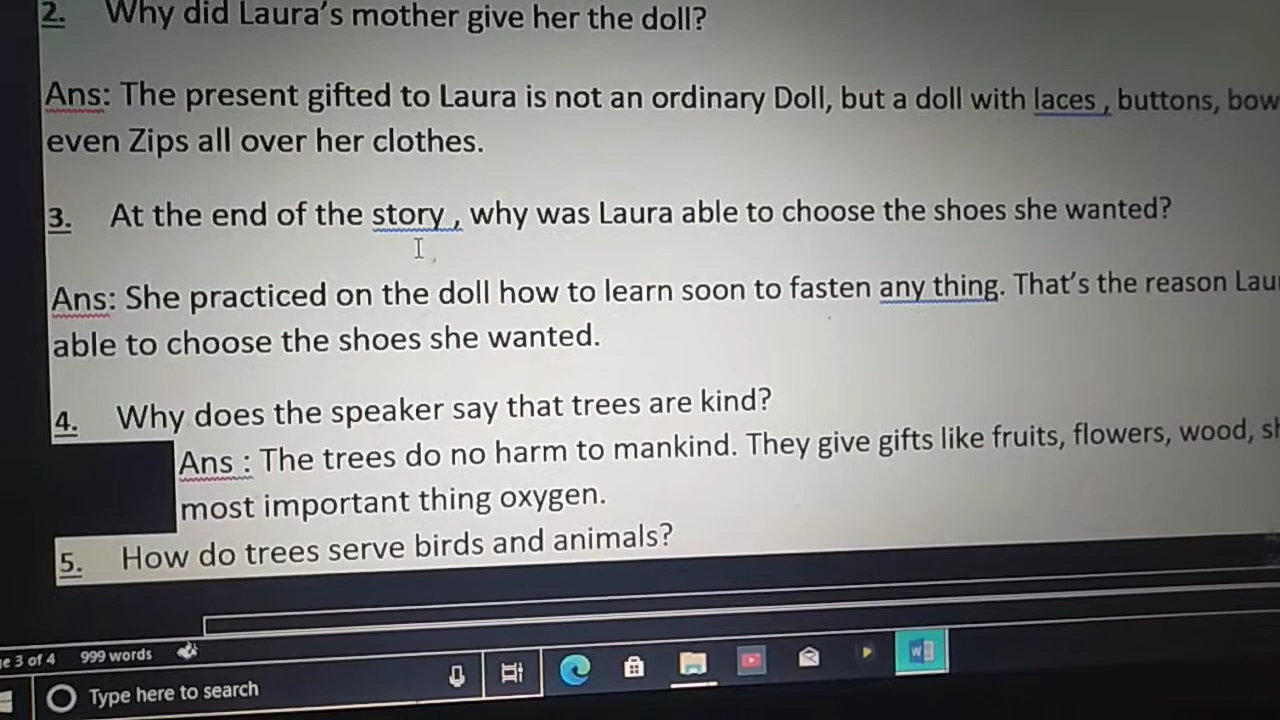 2. Why did Laura's mother give her the doll?
Ans: The present gifted to Laura is not an ordinary Doll, but a doll with laces , buttons,
even Zips all over her clothes.
3. At the end of the story , why was Laura able to choose the shoes she wanted?
Ans: She practiced on the doll how to learn soon to fasten any thing. That's the reason
able to choose the shoes she wanted.
4. Why does the speaker say that trees are kind?
Ans : The trees do no harm to mankind. They give gifts like fruits, flowers, wood,
most important thing oxygen.
5. How do trees serve birds and animals?
3 of 4 999 words
Type here to search